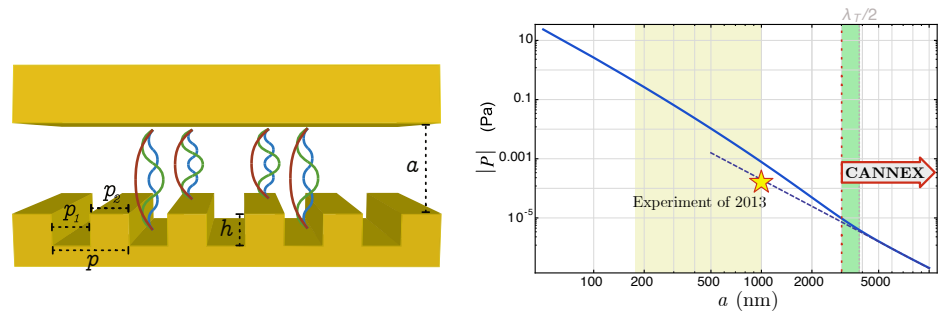 a
p₂
p₁
h
p
λ_T/2
10
0.1
0.001
10⁻⁵
|P| (Pa)
CANNEX
Experiment of 2013
100
200
500
1000
2000
5000
a (nm)